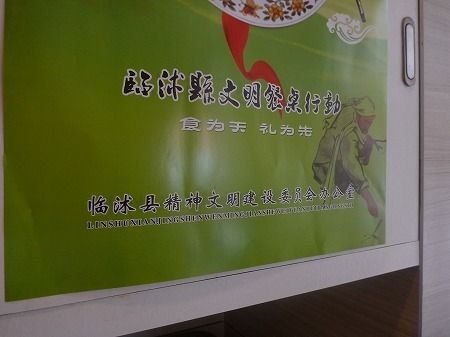 临沭縣文明餐桌行動
食为天 礼为先
临沭县精神文明建设委员会办公室